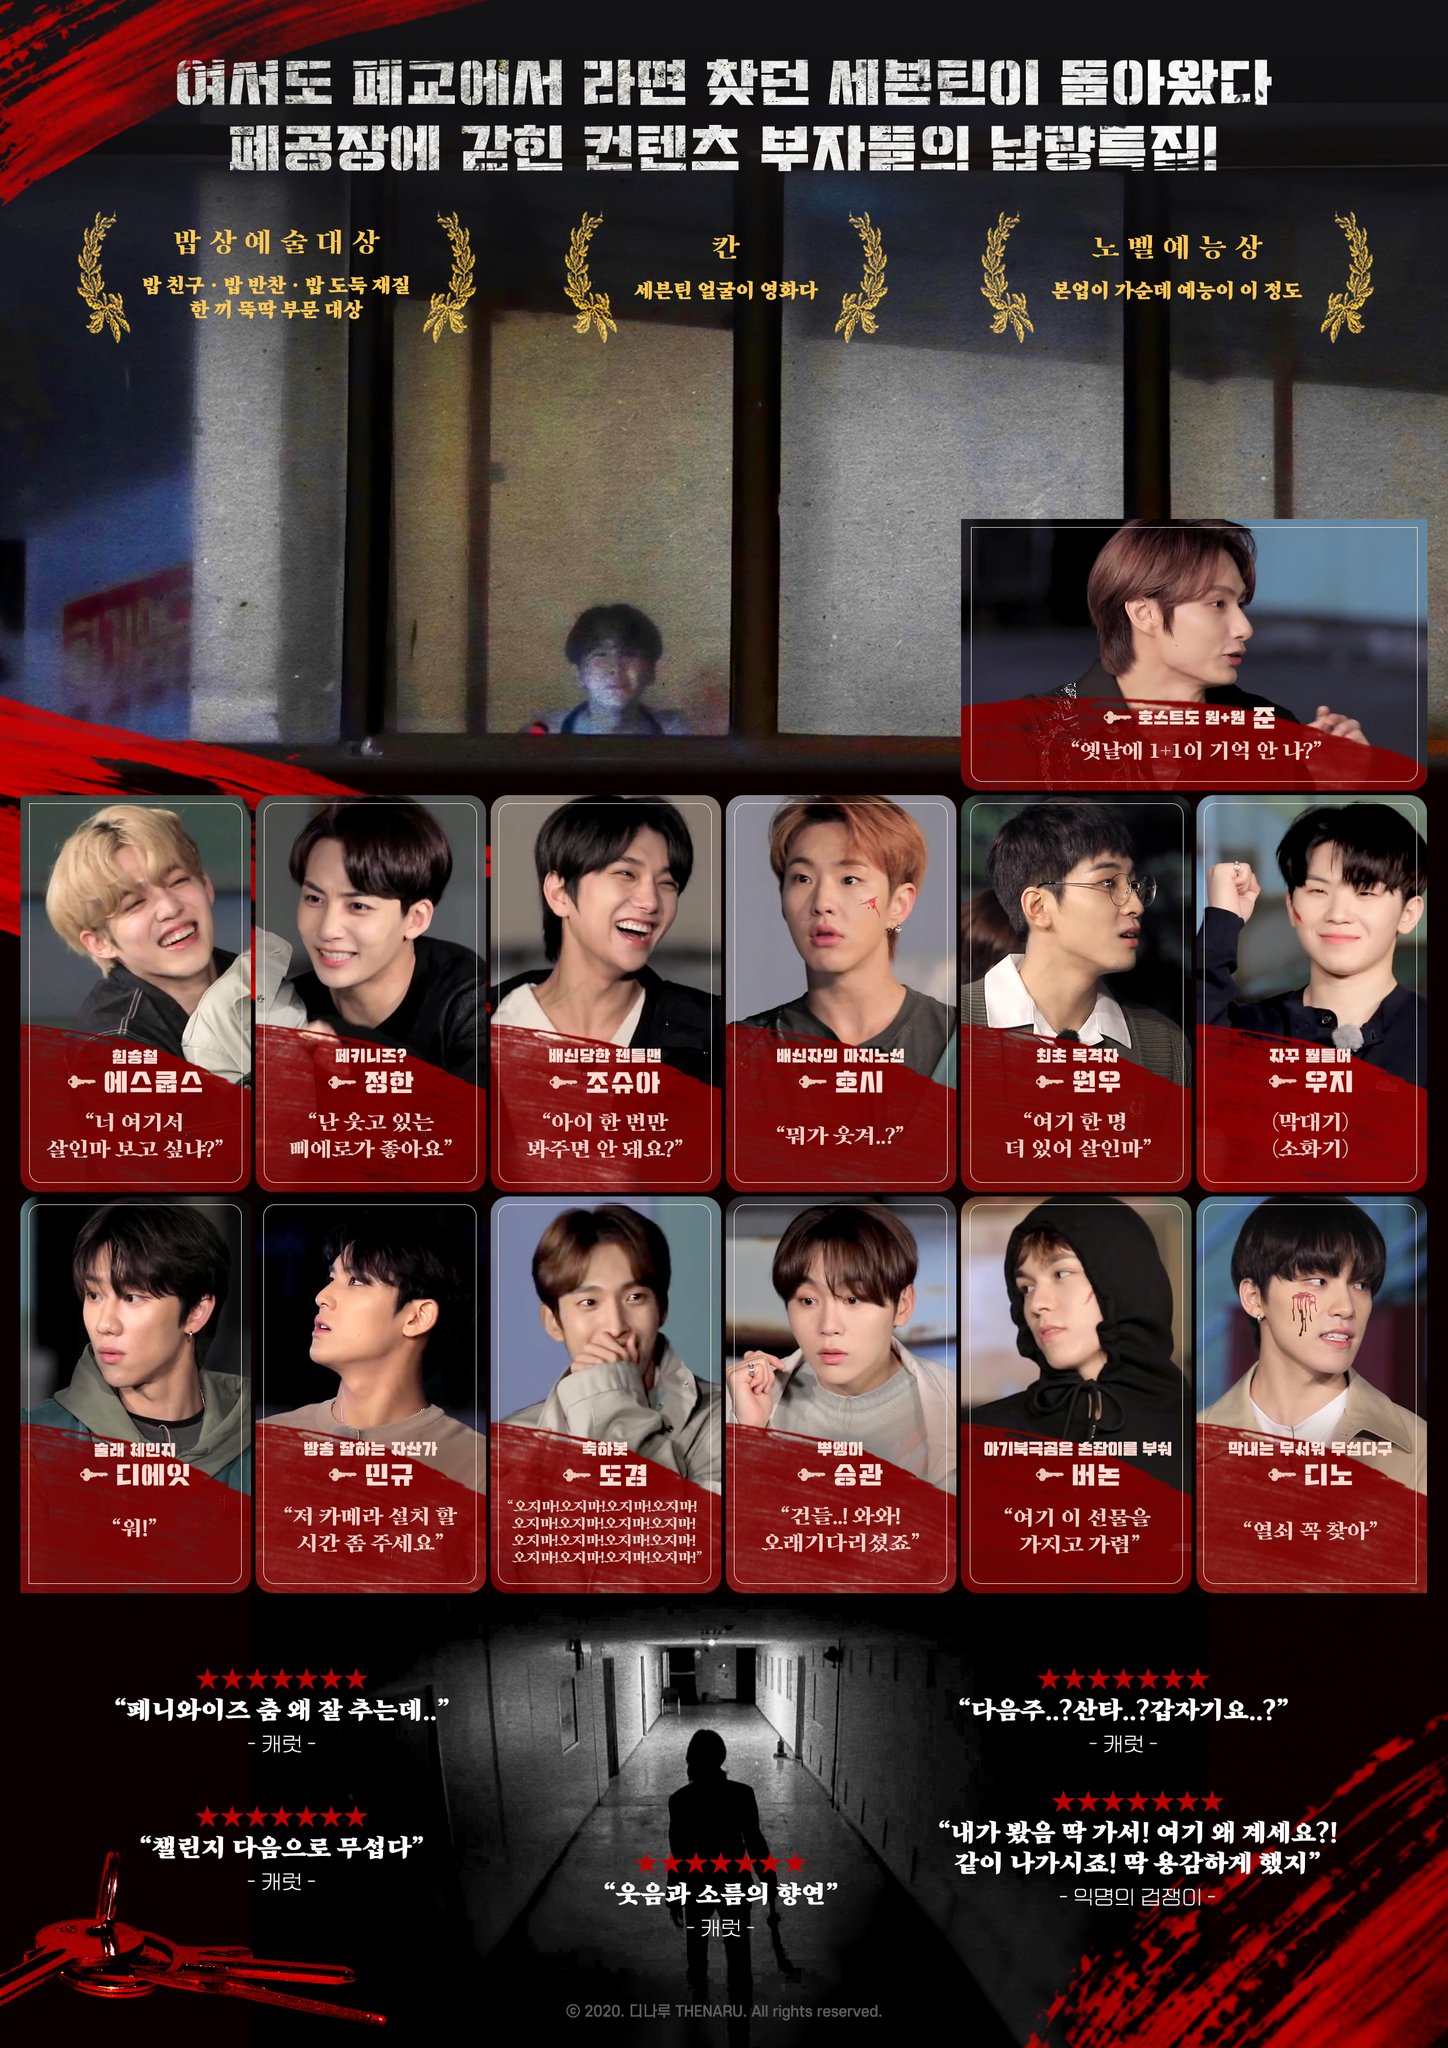 여서도 폐교에서 라면 찾던 세븐틴이 돌아왔다
폐공장에 갇힌 컨텐츠 부자들의 납량특집!
밥상예술대상
밥 친구 · 밥 반찬 · 밥 도둑 재질
한 끼 뚝딱 부문 대상
칸
세븐틴 얼굴이 영화다
노벨예능상
본업이 가순데 예능이 이 정도
호스트도 원+원 준
“옛날에 1+1이 기억 안 나?”
힘승철
에스쿱스
“너 여기서
살인마 보고 싶냐?”
페키니즈?
정한
“난 웃고 있는
삐에로가 좋아요”
배신당한 젠틀맨
조슈아
“아이 한 번만
봐주면 안 돼요?”
배신자의 마지노선
호시
“뭐가 웃겨..?”
최초 목격자
원우
“여기 한 명
더 있어 살인마”
자꾸 뭘들어
우지
(막대기)
(소화기)
술래 체인지
디에잇
“워!”
방송 잘하는 자산가
민규
“저 카메라 설치 할
시간 좀 주세요”
축하봇
도겸
“오지마!오지마!오지마!오지마!
오지마!오지마!오지마!오지마!
오지마!오지마!오지마!오지마!
오지마!오지마!오지마!오지마!”
뿌엥이
승관
“건들..! 와와!
오래기다리셨죠”
아기북극곰은 손잡이를 부숴
버논
“여기 이 선물을
가지고 가렴”
막내는 무서워 무섭다구
디노
“열쇠 꼭 찾아”
★★★★★★★
“페니와이즈 춤 왜 잘 추는데..”
- 캐럿 -
★★★★★★★
“다음주..?산타..?갑자기요..?”
- 캐럿 -
★★★★★★★
“챌린지 다음으로 무섭다”
- 캐럿 -
★★★★★★★
“내가 봤음 딱 가서! 여기 왜 계세요?!
같이 나가시죠! 딱 용감하게 했지”
- 익명의 겁쟁이 -
★★★★★★★
“웃음과 소름의 향연”
- 캐럿 -
© 2020. 디나루 THENARU. All rights reserved.